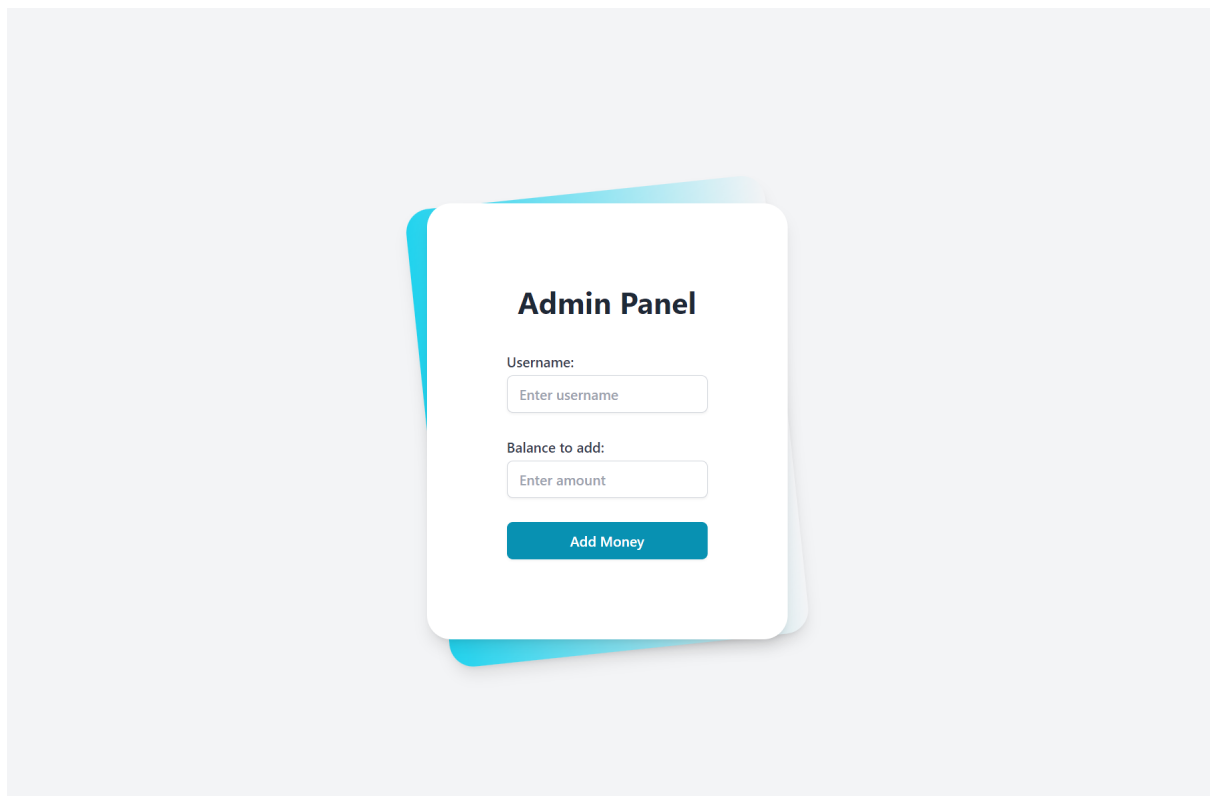 Admin Panel
Username:
Enter username
Balance to add:
Enter amount
Add Money